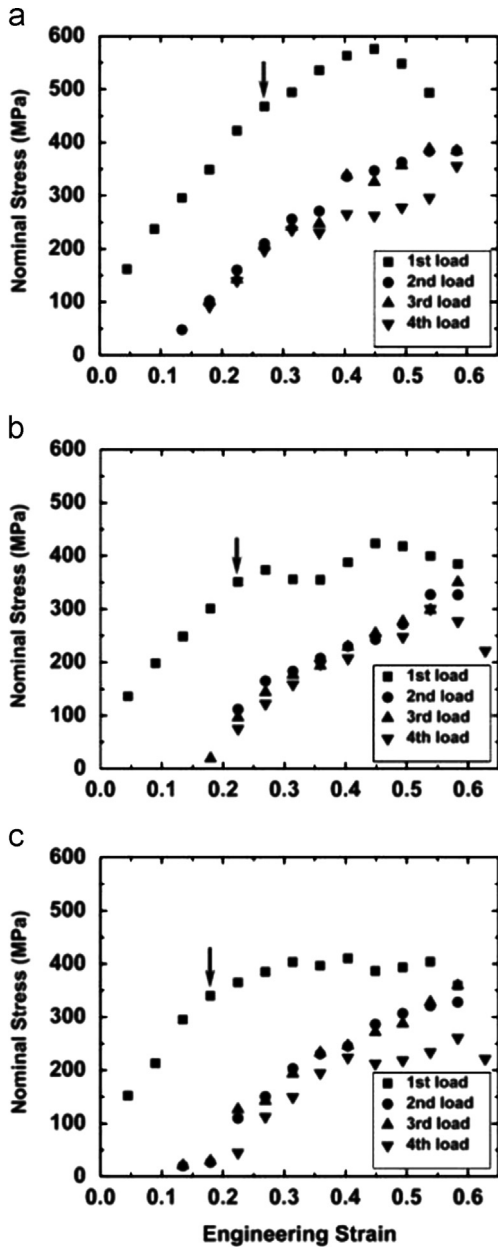 a
Nominal Stress (MPa)
600
500
400
300
200
100
0
1st load
2nd load
3rd load
4th load
0.0 0.1 0.2 0.3 0.4 0.5 0.6
b
Nominal Stress (MPa)
600
500
400
300
200
100
0
1st load
2nd load
3rd load
4th load
0.0 0.1 0.2 0.3 0.4 0.5 0.6
c
Nominal Stress (MPa)
600
500
400
300
200
100
0
1st load
2nd load
3rd load
4th load
0.0 0.1 0.2 0.3 0.4 0.5 0.6
Engineering Strain